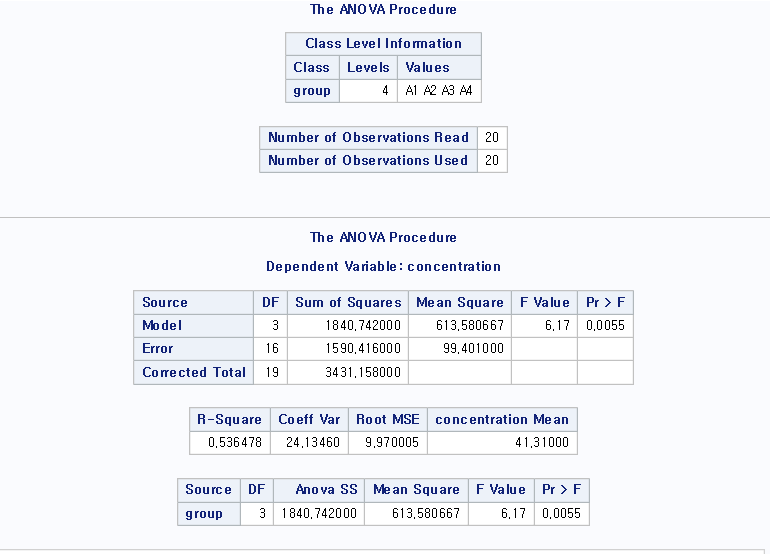 The ANOVA Procedure
Class Level Information
Class Levels Values
group 4 A1 A2 A3 A4
Number of Observations Read 20
Number of Observations Used 20
The ANOVA Procedure
Dependent Variable: concentration
Source DF Sum of Squares Mean Square F Value Pr > F
Model 3 1840,742000 613,580667 6,17 0,0055
Error 16 1590,416000 99,401000
Corrected Total 19 3431,158000
R-Square Coeff Var Root MSE concentration Mean
0,536478 24,13460 9,970005 41,31000
Source DF Anova SS Mean Square F Value Pr > F
group 3 1840,742000 613,580667 6,17 0,0055